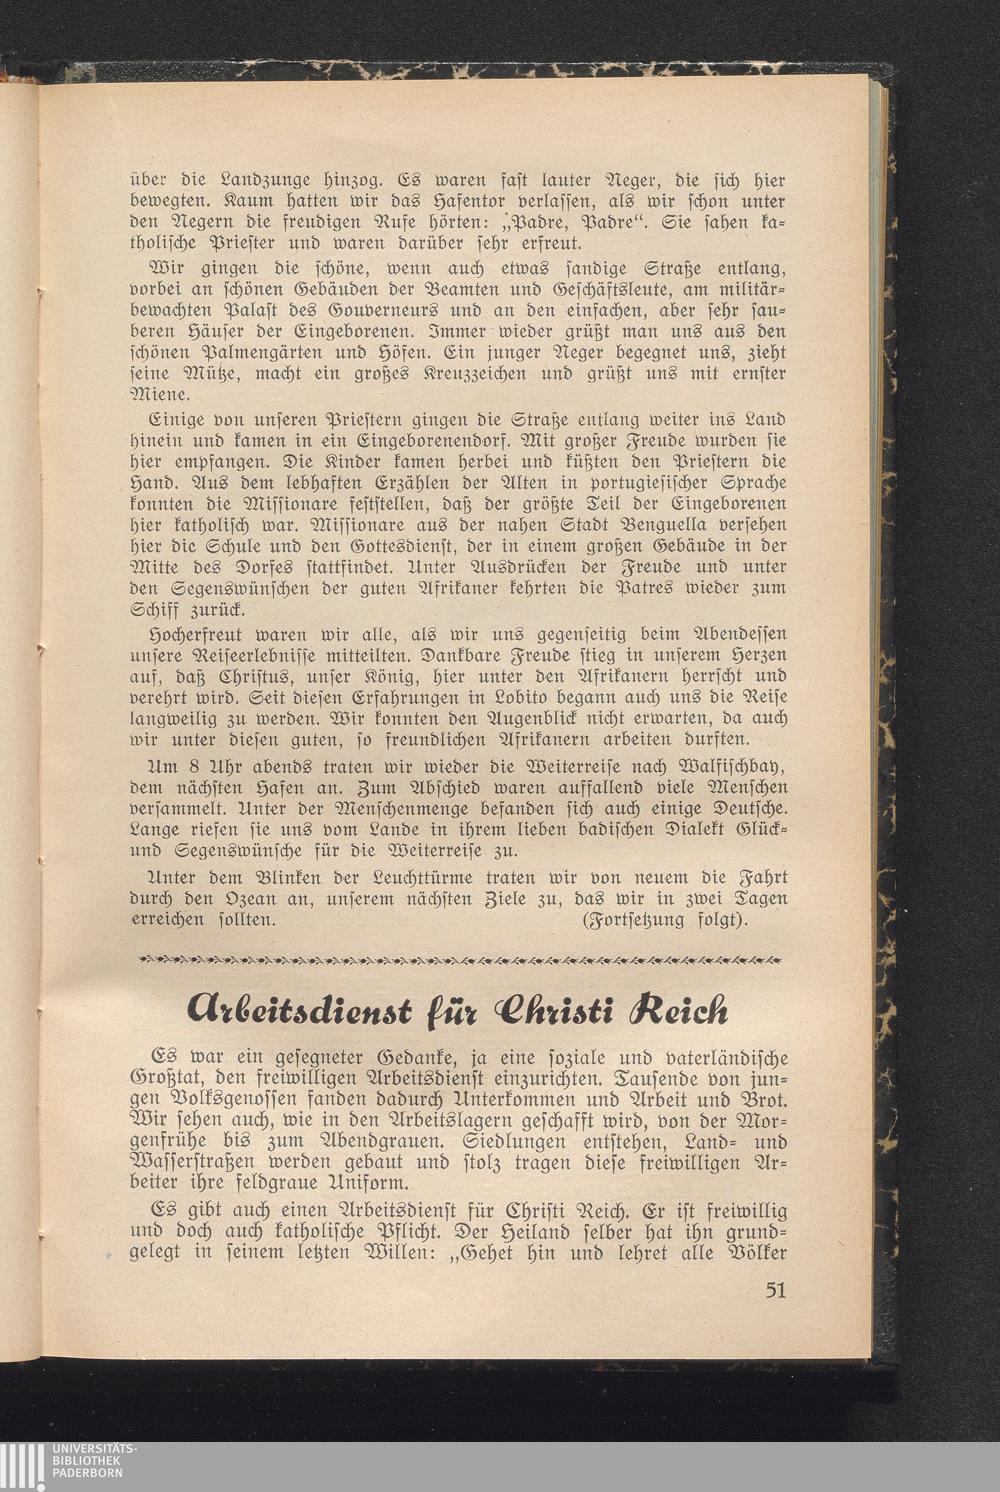 über die Landzunge hinzog. Es waren fast lauter Neger, die sich hier
bewegten. Kaum hatten wir das Hafentor verlassen, als wir schon unter
den Negern die freudigen Rufe hörten: „Padre, Padre“. Sie sahen ka-
tholische Priester und waren darüber sehr erfreut.
Wir gingen die schöne, wenn auch etwas sandige Straße entlang,
vorbei an schönen Gebäuden der Beamten und Geschäftsleute, am militär-
bewachten Palast des Gouverneurs und an den einfachen, aber sehr sau-
beren Häuser der Eingeborenen. Immer wieder grüßt man uns aus den
schönen Palmengärten und Höfen. Ein junger Neger begegnet uns, zieht
seine Mütze, macht ein großes Kreuzzeichen und grüßt uns mit ernster
Miene.
Einige von unseren Priestern gingen die Straße entlang weiter ins Land
hinein und kamen in ein Eingeborenendorf. Mit großer Freude wurden sie
hier empfangen. Die Kinder kamen herbei und küßten den Priestern die
Hand. Aus dem lebhaften Erzählen der Alten in portugiesischer Sprache
konnten die Missionare feststellen, daß der größte Teil der Eingeborenen
hier katholisch war. Missionare aus der nahen Stadt Benguella versehen
hier die Schule und den Gottesdienst, der in einem großen Gebäude in der
Mitte des Dorfes stattfindet. Unter Ausdrücken der Freude und unter
den Segenswünschen der guten Afrikaner kehrten die Patres wieder zum
Schiff zurück.
Hocherfreut waren wir alle, als wir uns gegenseitig beim Abendessen
unsere Reiseerlebnisse mitteilten. Dankbare Freude stieg in unserem Herzen
auf, daß Christus, unser König, hier unter den Afrikanern herrscht und
verehrt wird. Seit diesen Erfahrungen in Lobito begann auch uns die Reise
langweilig zu werden. Wir konnten den Augenblick nicht erwarten, da auch
wir unter diesen guten, so freundlichen Afrikanern arbeiten durften.
Um 8 Uhr abends traten wir wieder die Weiterreise nach Walfischbay,
dem nächsten Hafen an. Zum Abschied waren auffallend viele Menschen
versammelt. Unter der Menschenmenge befanden sich auch einige Deutsche.
Lange riefen sie uns vom Lande in ihrem lieben badischen Dialekt Glück-
und Segenswünsche für die Weiterreise zu.
Unter dem Blinken der Leuchttürme traten wir von neuem die Fahrt
durch den Ozean an, unserem nächsten Ziele zu, das wir in zwei Tagen
erreichen sollten. (Fortsetzung folgt).
Arbeitsdienst für Christi Reich
Es war ein gesegneter Gedanke, ja eine soziale und vaterländische
Großtat, den freiwilligen Arbeitsdienst einzurichten. Tausende von jun-
gen Volksgenossen fanden dadurch Unterkommen und Arbeit und Brot.
Wir sehen auch, wie in den Arbeitslagern geschafft wird, von der Mor-
genfrühe bis zum Abendgrauen. Siedlungen entstehen, Land- und
Wasserstraßen werden gebaut und stolz tragen diese freiwilligen Ar-
beiter ihre feldgraue Uniform.
Es gibt auch einen Arbeitsdienst für Christi Reich. Er ist freiwillig
und doch auch katholische Pflicht. Der Heiland selber hat ihn grund-
gelegt in seinem letzten Willen: „Gehet hin und lehret alle Völker
51
UNIVERSITÄTS-
BIBLIOTHEK
PADERBORN